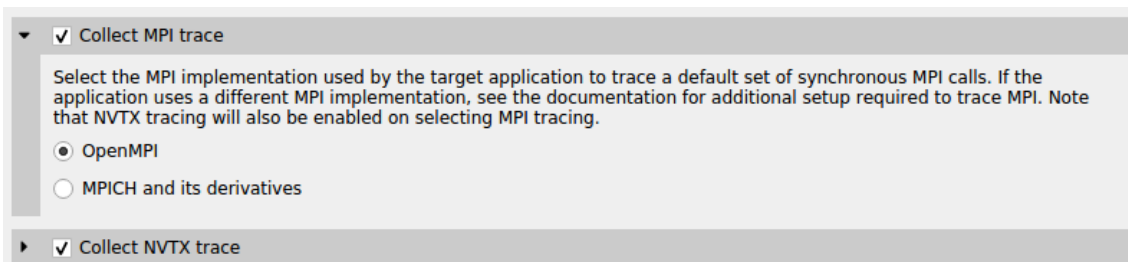 Collect MPI trace
Select the MPI implementation used by the target application to trace a default set of synchronous MPI calls. If the
application uses a different MPI implementation, see the documentation for additional setup required to trace MPI. Note
that NVTX tracing will also be enabled on selecting MPI tracing.
OpenMPI
MPICH and its derivatives
Collect NVTX trace